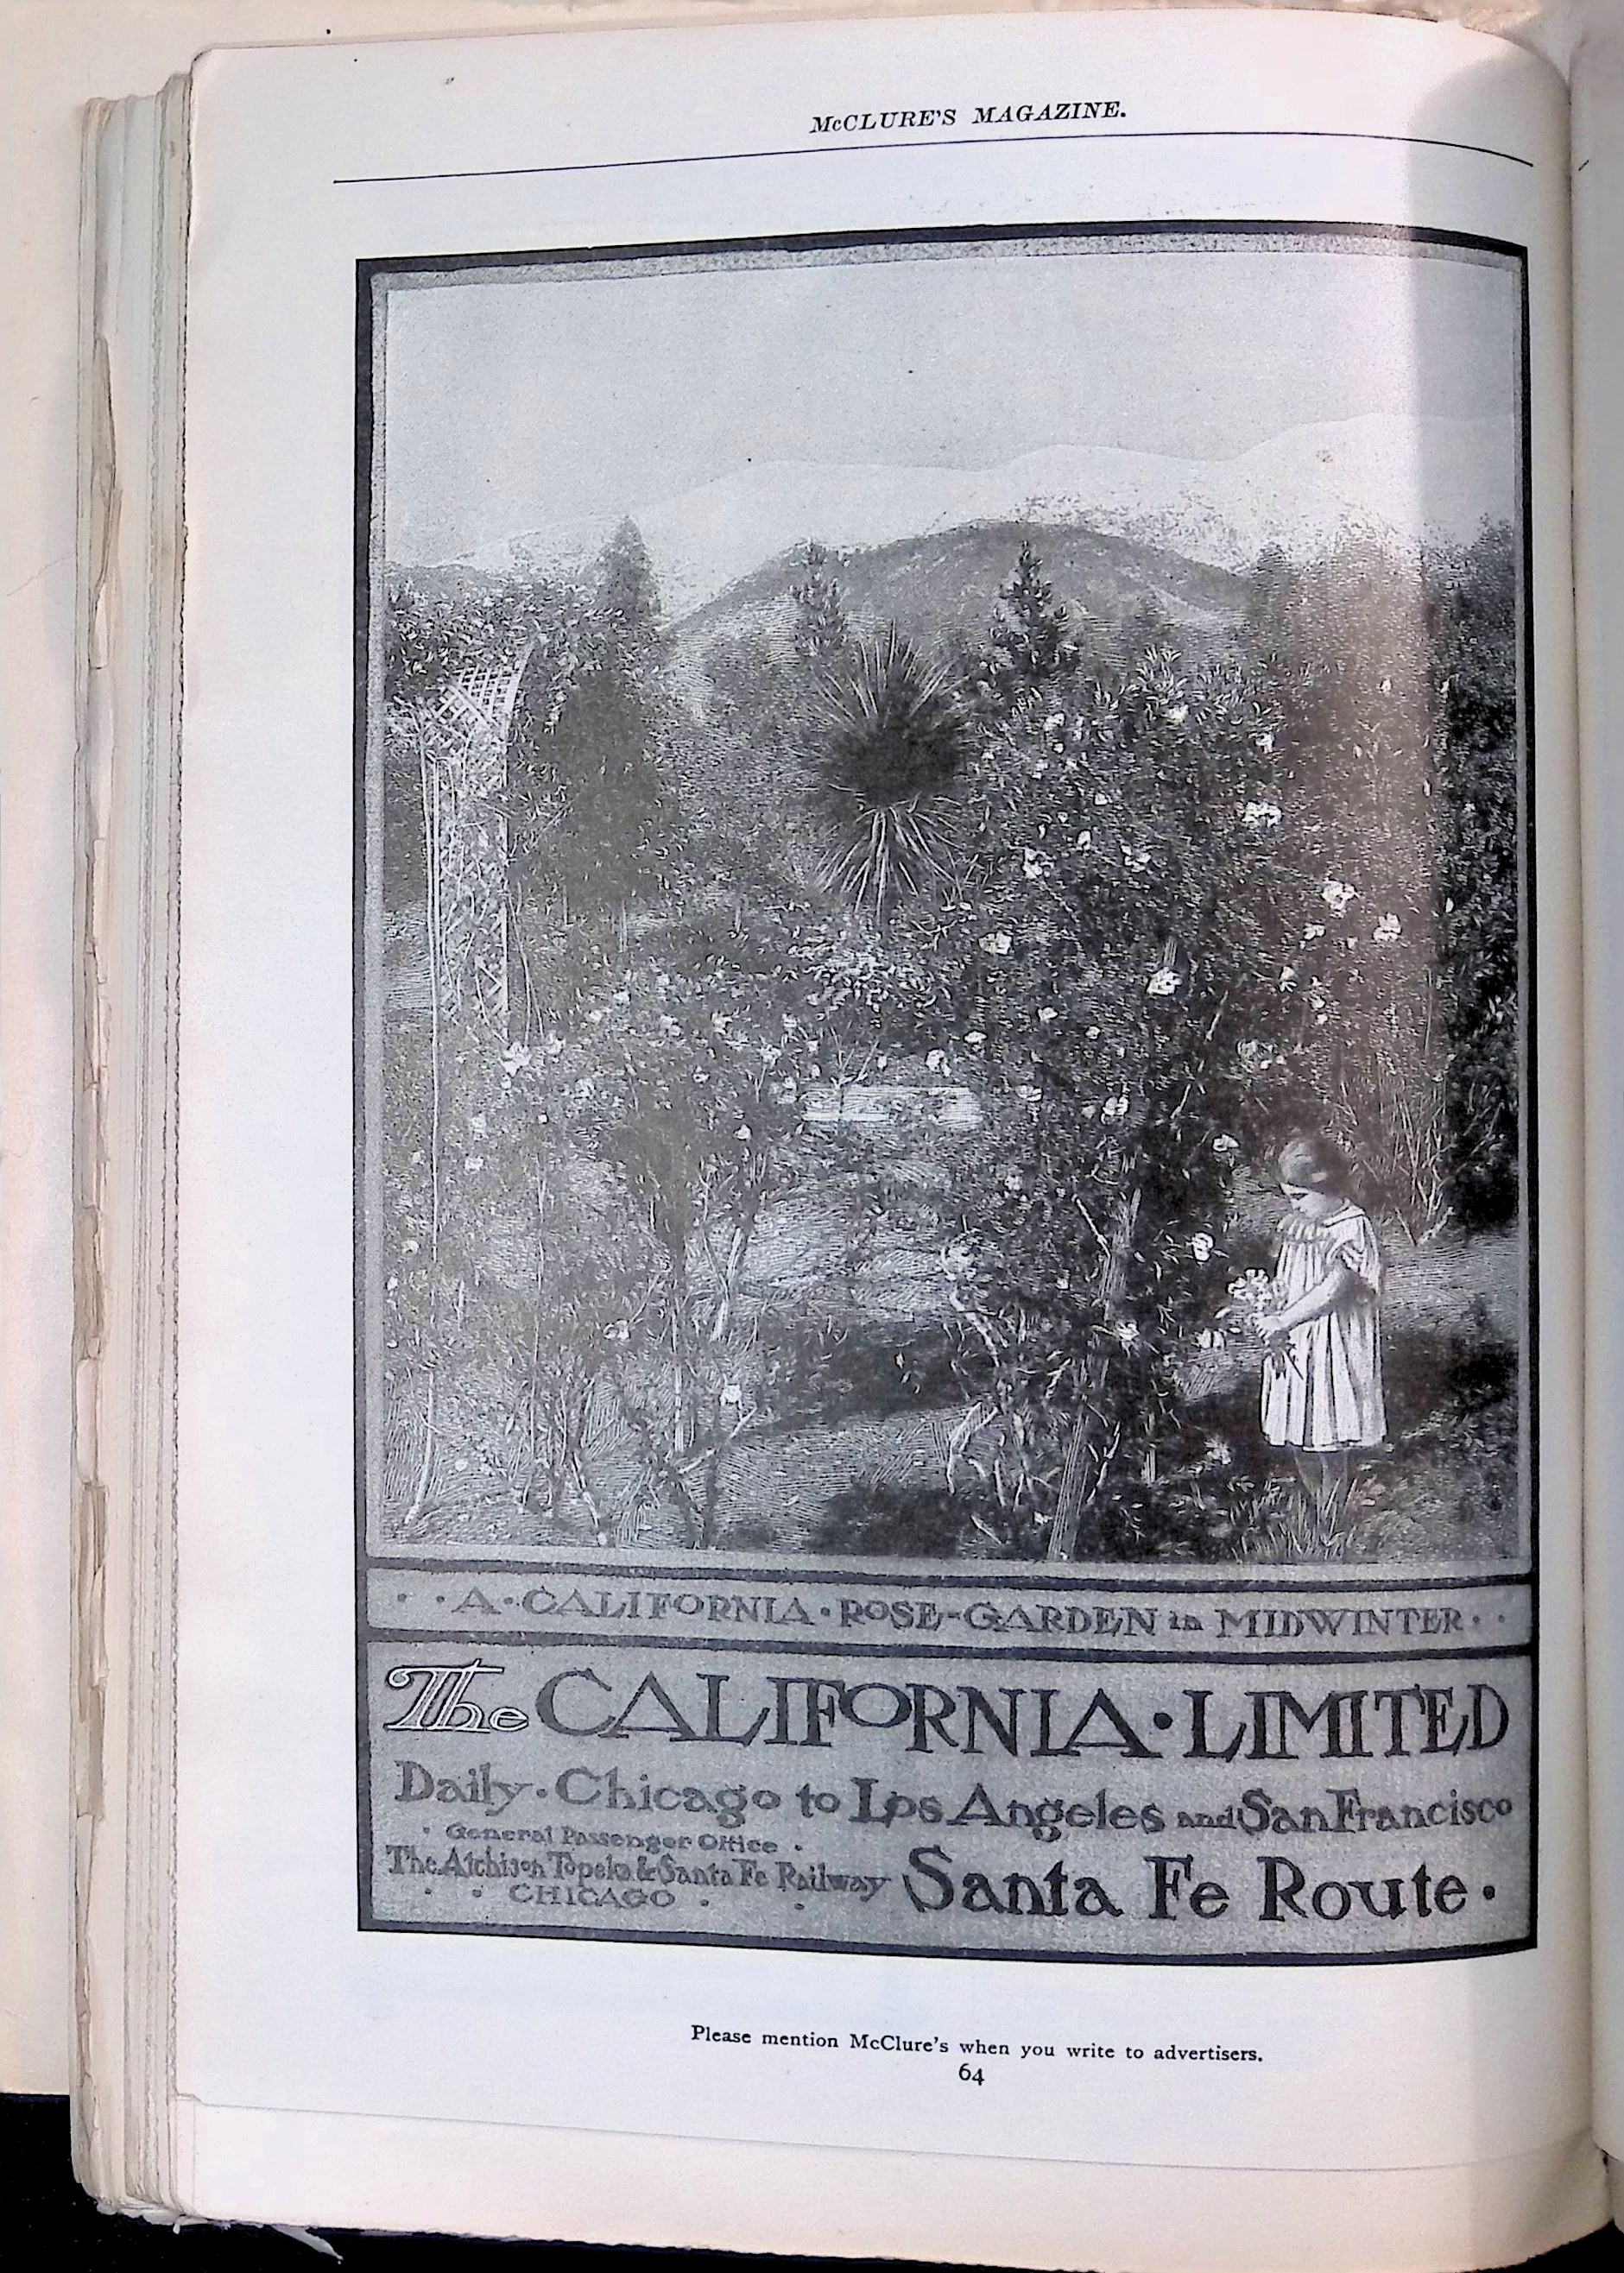 McCLURE'S MAGAZINE.
· · A · CALIFORNIA · ROSE-GARDEN in MIDWINTER · ·
The CALIFORNIA · LIMITED
Daily · Chicago to Los Angeles and San Francisco
· General Passenger Office ·
The Atchison Topeka & Santa Fe Railway
· · CHICAGO · ·
Santa Fe Route ·
Please mention McClure's when you write to advertisers.
64